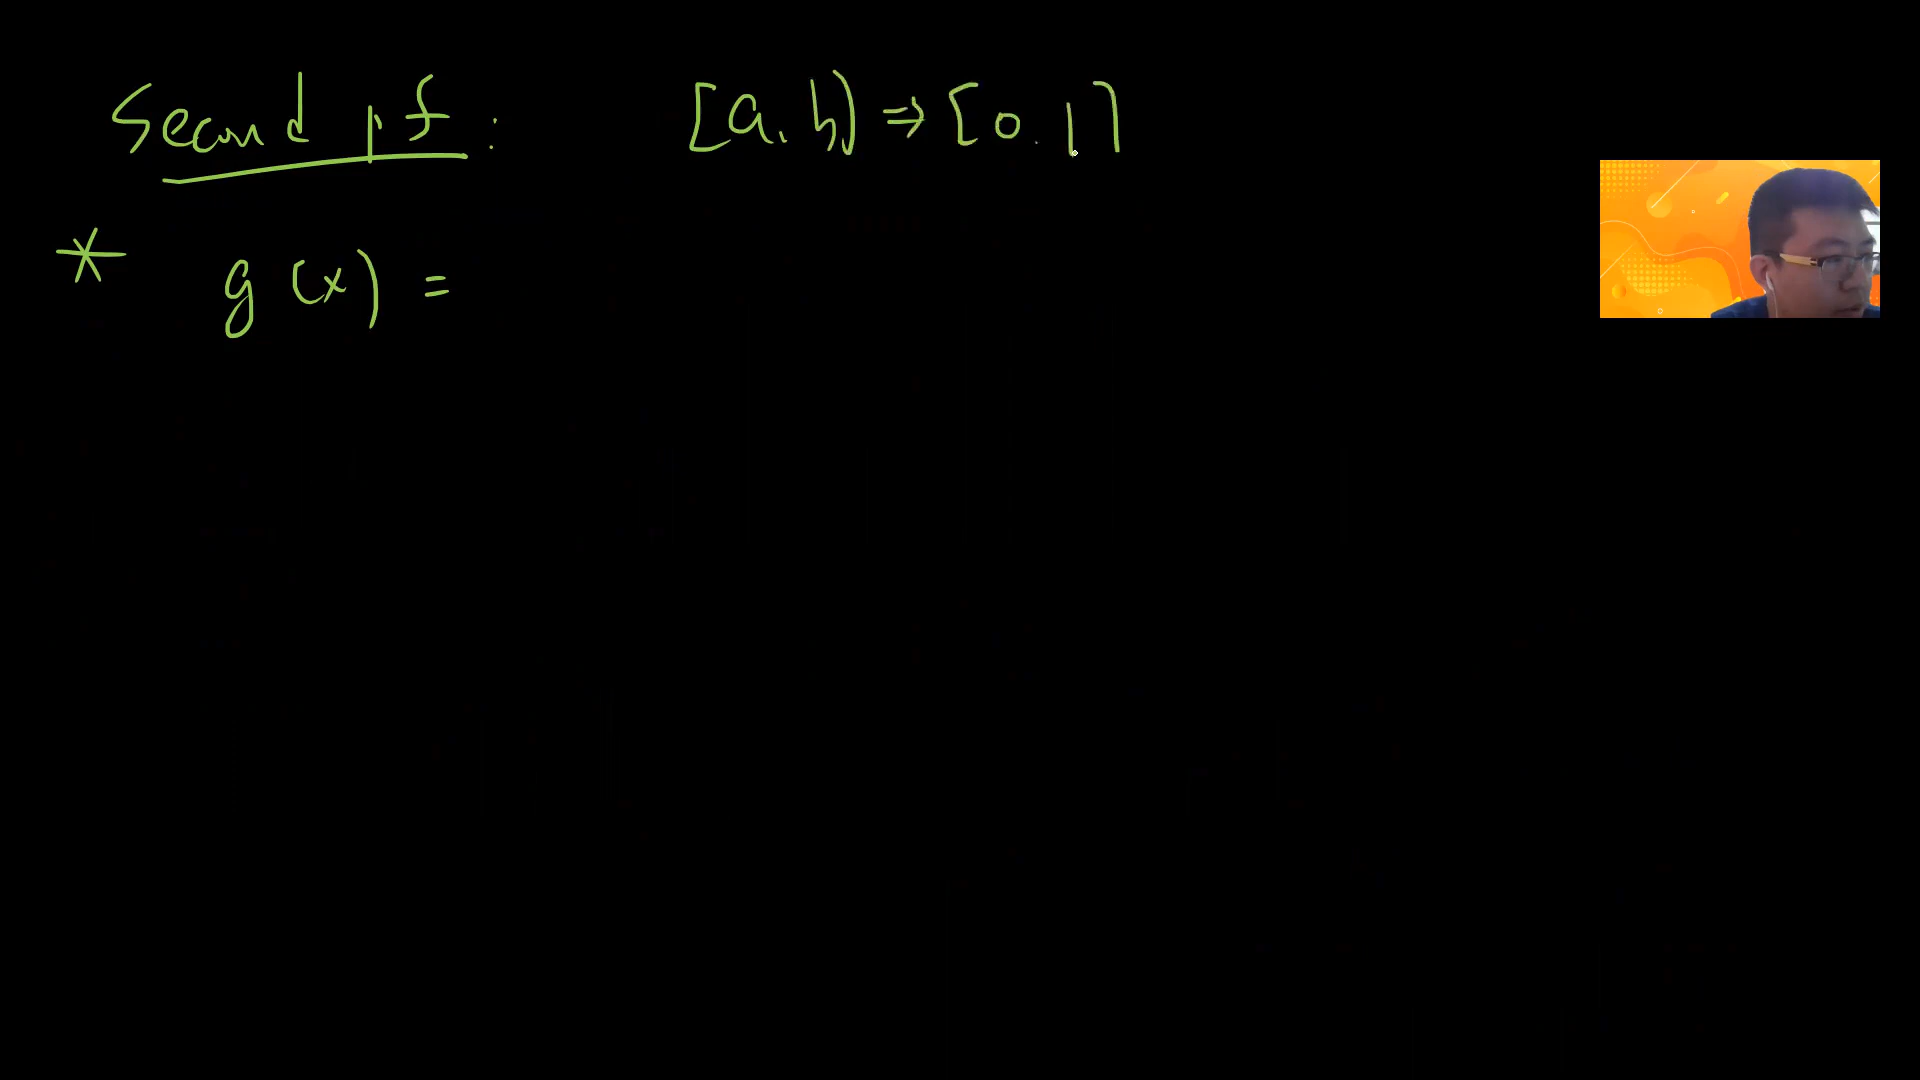 Second pf: [a, b] ⇒ [0. 1]
* g(x) =